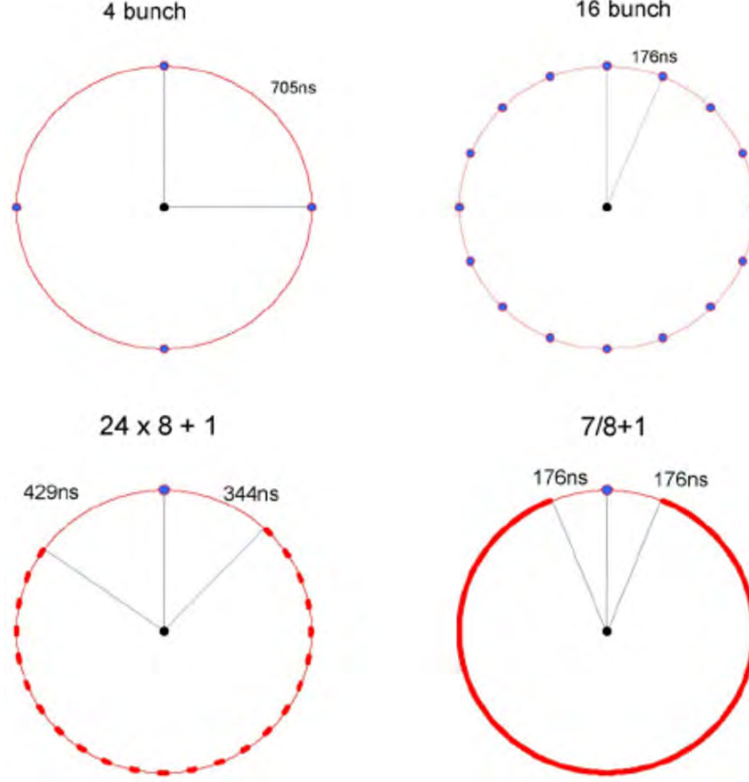 4 bunch
16 bunch
705ns
176ns
24 x 8 + 1
7/8+1
429ns
344ns
176ns
176ns